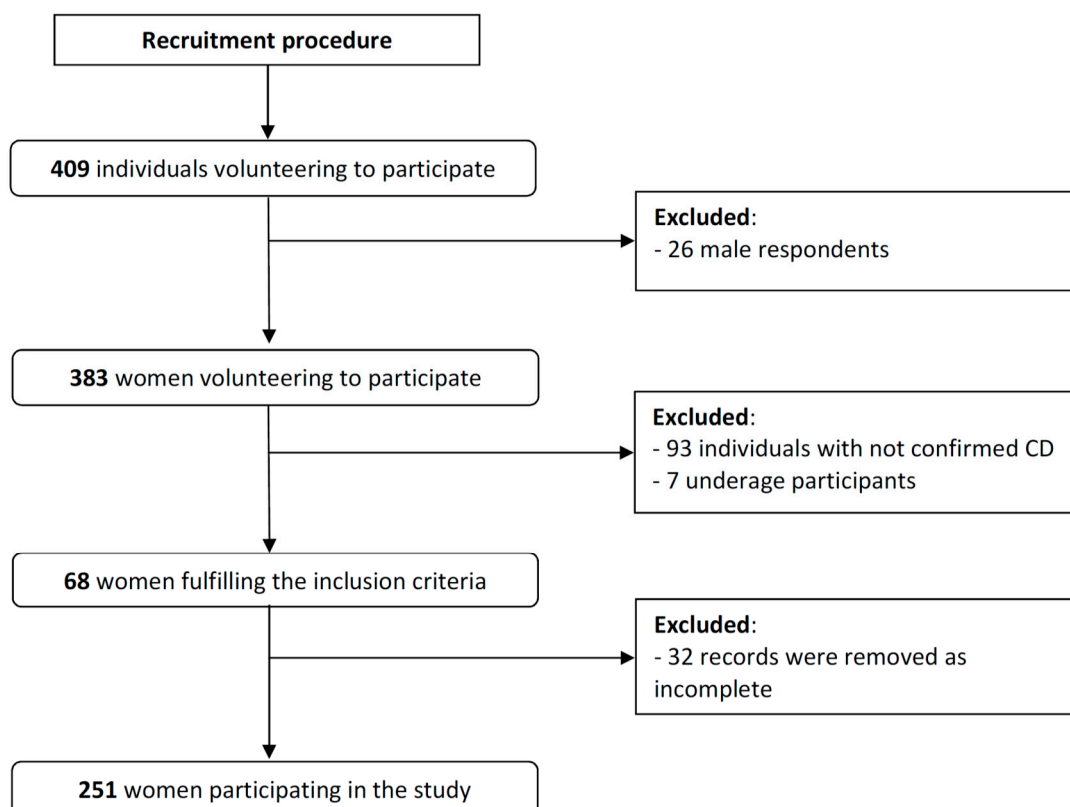 Recruitment procedure
409 individuals volunteering to participate
Excluded:
- 26 male respondents
383 women volunteering to participate
Excluded:
- 93 individuals with not confirmed CD
- 7 underage participants
68 women fulfilling the inclusion criteria
Excluded:
- 32 records were removed as
incomplete
251 women participating in the study